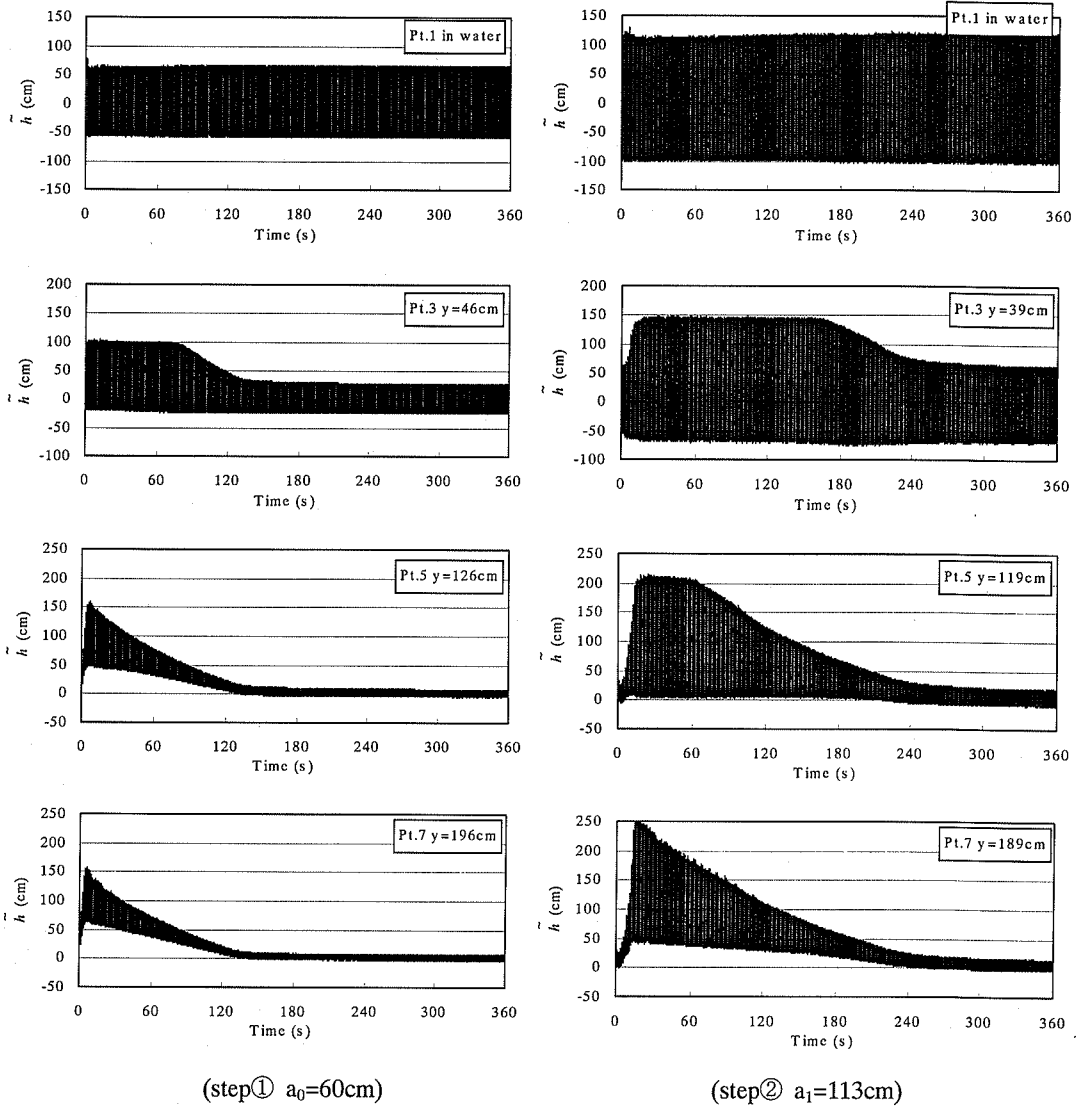 150
100
50
0
-50
-100
-150
h̃ (cm)
Pt.1 in water
0 60 120 180 240 300 360
Time (s)
150
100
50
0
-50
-100
-150
h̃ (cm)
Pt.1 in water
0 60 120 180 240 300 360
Time (s)
200
150
100
50
0
-50
-100
h̃ (cm)
Pt.3 y=46cm
0 60 120 180 240 300 360
Time (s)
200
150
100
50
0
-50
-100
h̃ (cm)
Pt.3 y=39cm
0 60 120 180 240 300 360
Time (s)
250
200
150
100
50
0
-50
h̃ (cm)
Pt.5 y=126cm
0 60 120 180 240 300 360
Time (s)
250
200
150
100
50
0
-50
h̃ (cm)
Pt.5 y=119cm
0 60 120 180 240 300 360
Time (s)
250
200
150
100
50
0
-50
h̃ (cm)
Pt.7 y=196cm
0 60 120 180 240 300 360
Time (s)
250
200
150
100
50
0
-50
h̃ (cm)
Pt.7 y=189cm
0 60 120 180 240 300 360
Time (s)
(step① a₀=60cm)
(step② a₁=113cm)